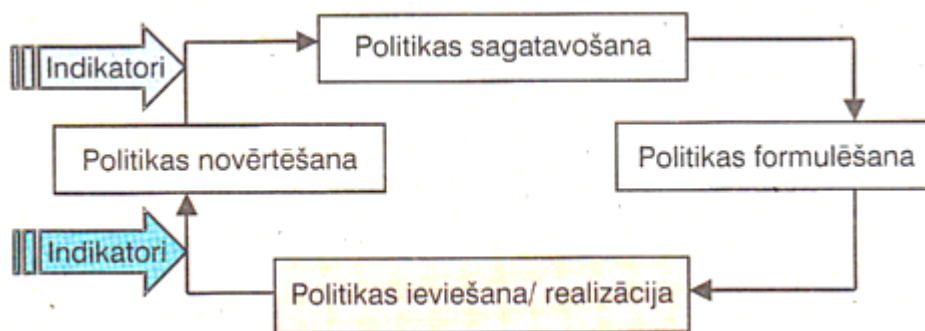 Politikas sagatavošana
Indikatori
Politikas novērtēšana
Politikas formulēšana
Indikatori
Politikas ieviešana/ realizācija